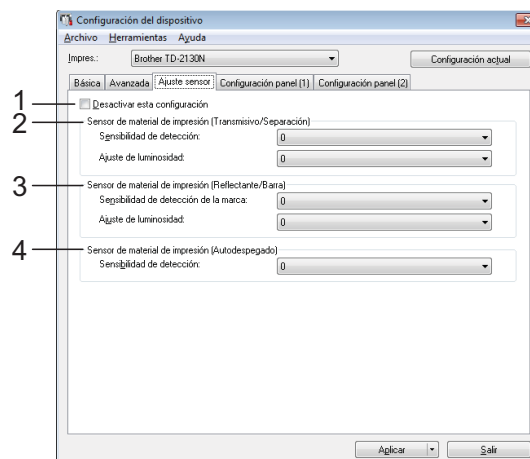 Configuración del dispositivo
Archivo Herramientas Ayuda
Impres.: Brother TD-2130N Configuración actual
Básica Avanzada Ajuste sensor Configuración panel (1) Configuración panel (2)
1 Desactivar esta configuración
2 Sensor de material de impresión (Transmisivo/Separación)
Sensibilidad de detección: 0
Ajuste de luminosidad: 0
3 Sensor de material de impresión (Reflectante/Barra)
Sensibilidad de detección de la marca: 0
Ajuste de luminosidad: 0
4 Sensor de material de impresión (Autodespegado)
Sensibilidad de detección: 0
Aplicar Salir